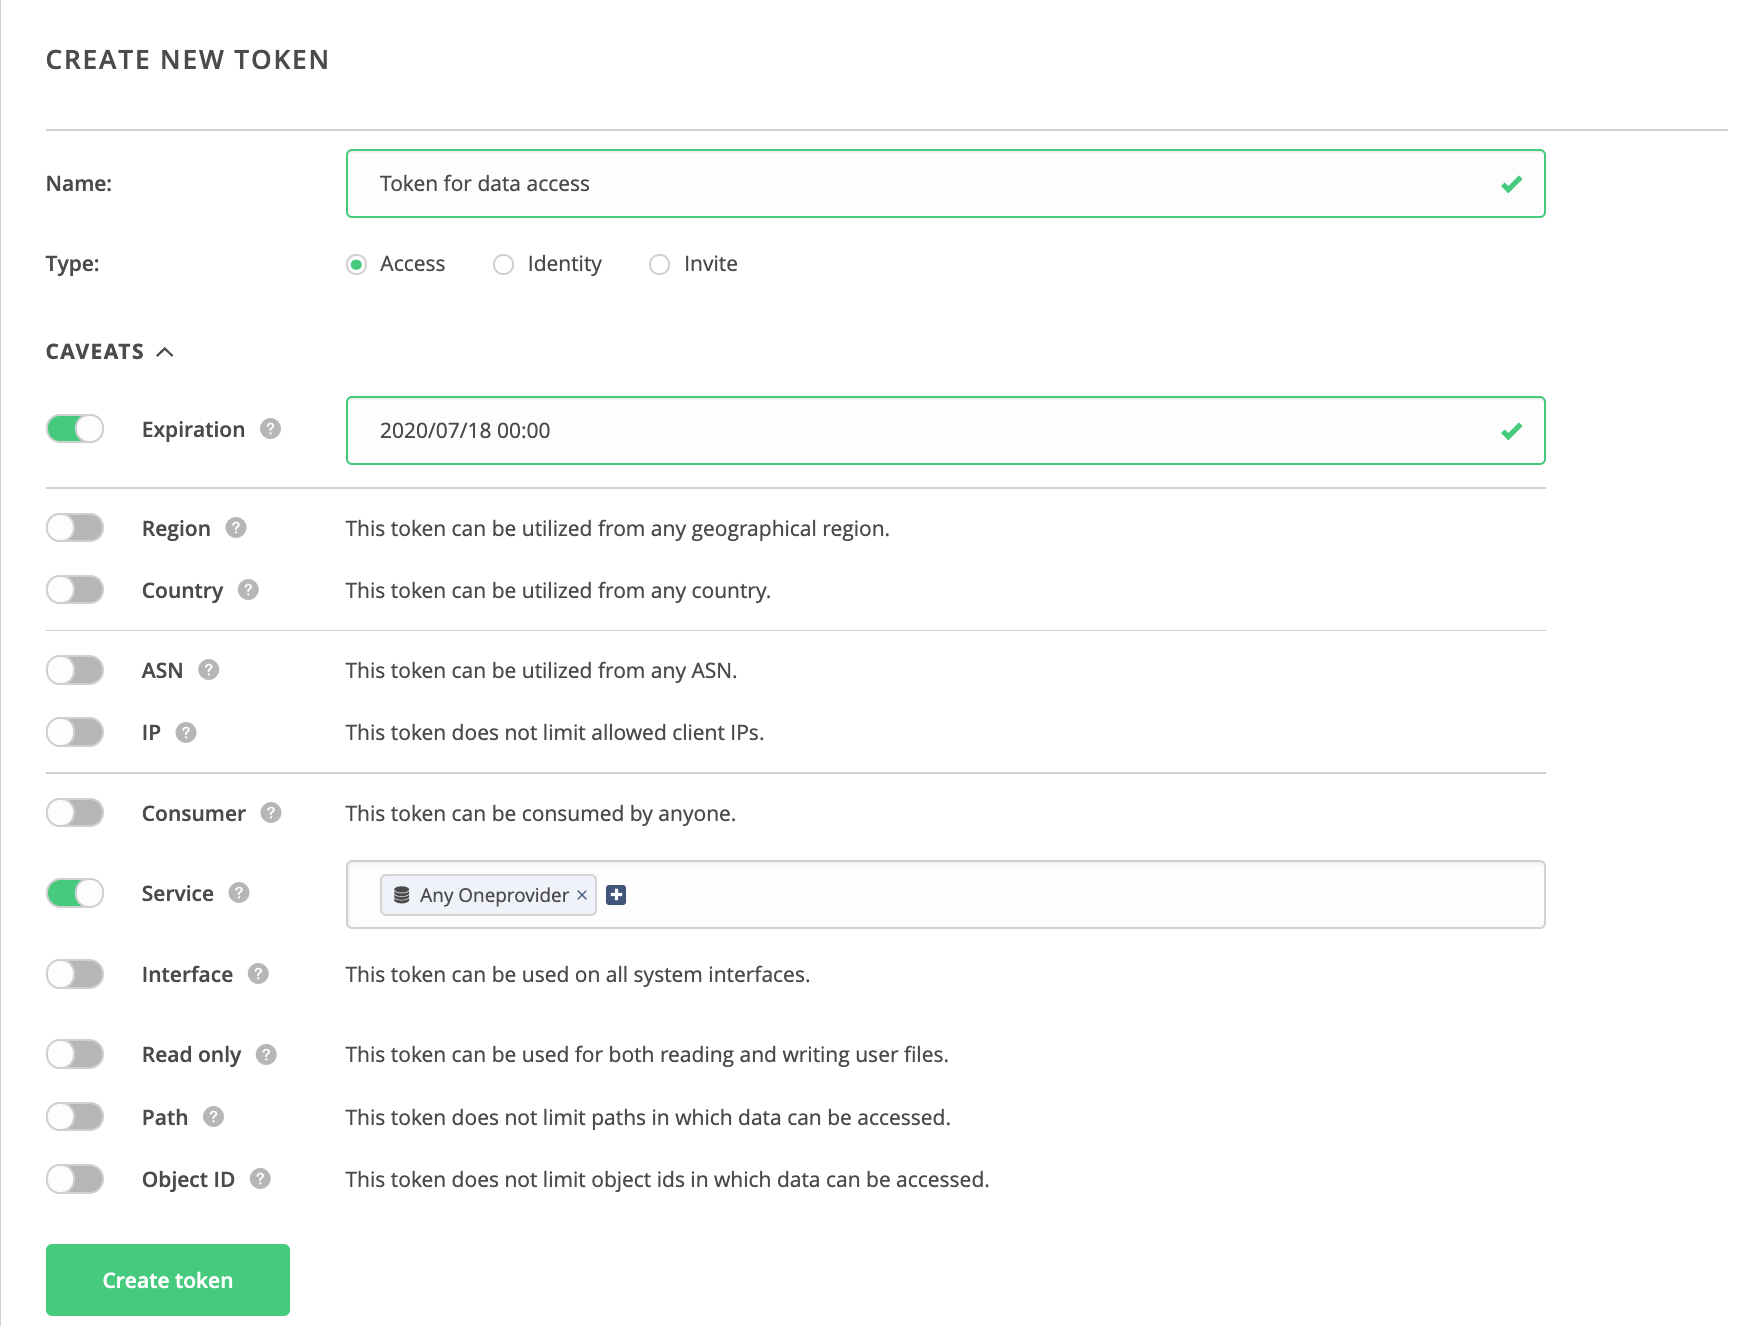 CREATE NEW TOKEN
Name: Token for data access
Type: Access Identity Invite
CAVEATS
Expiration ? 2020/07/18 00:00
Region ? This token can be utilized from any geographical region.
Country ? This token can be utilized from any country.
ASN ? This token can be utilized from any ASN.
IP ? This token does not limit allowed client IPs.
Consumer ? This token can be consumed by anyone.
Service ? Any Oneprovider ×
Interface ? This token can be used on all system interfaces.
Read only ? This token can be used for both reading and writing user files.
Path ? This token does not limit paths in which data can be accessed.
Object ID ? This token does not limit object ids in which data can be accessed.
Create token